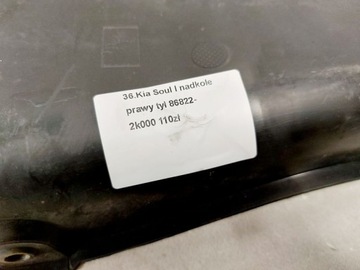 36.Kia Soul I nadkole
prawy tył 86822-
2k000 110zł